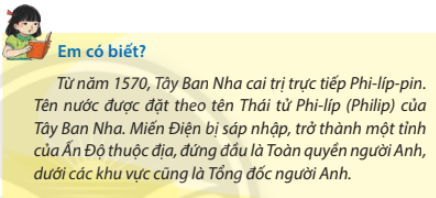 Em có biết?
Từ năm 1570, Tây Ban Nha cai trị trực tiếp Phi-líp-pin.
Tên nước được đặt theo tên Thái tử Phi-líp (Philip) của
Tây Ban Nha. Miến Điện bị sáp nhập, trở thành một tỉnh
của Ấn Độ thuộc địa, đứng đầu là Toàn quyền người Anh,
dưới các khu vực cũng là Tổng đốc người Anh.